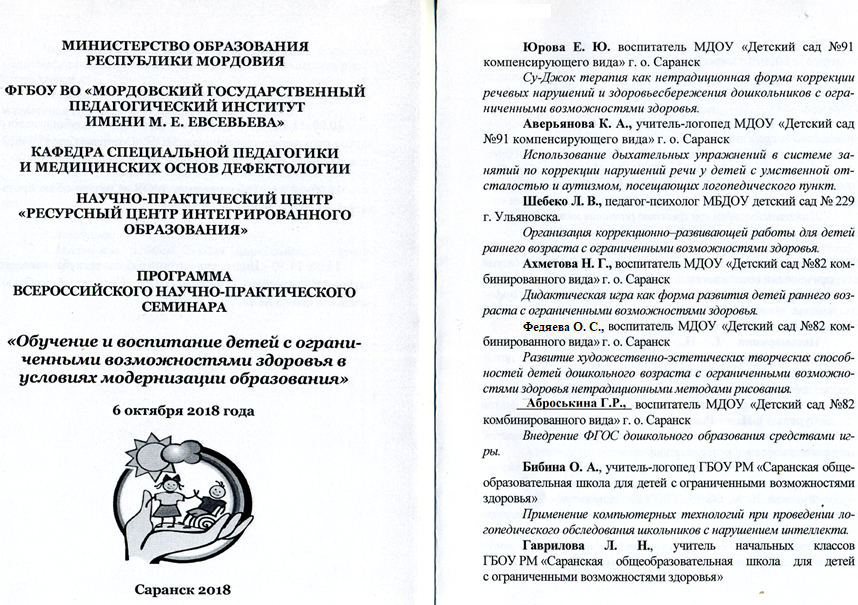 МИНИСТЕРСТВО ОБРАЗОВАНИЯ
РЕСПУБЛИКИ МОРДОВИЯ
ФГБОУ ВО «МОРДОВСКИЙ ГОСУДАРСТВЕННЫЙ
ПЕДАГОГИЧЕСКИЙ ИНСТИТУТ
ИМЕНИ М. Е. ЕВСЕВЬЕВА»
КАФЕДРА СПЕЦИАЛЬНОЙ ПЕДАГОГИКИ
И МЕДИЦИНСКИХ ОСНОВ ДЕФЕКТОЛОГИИ
НАУЧНО-ПРАКТИЧЕСКИЙ ЦЕНТР
«РЕСУРСНЫЙ ЦЕНТР ИНТЕГРИРОВАННОГО
ОБРАЗОВАНИЯ»
ПРОГРАММА
ВСЕРОССИЙСКОГО НАУЧНО-ПРАКТИЧЕСКОГО
СЕМИНАРА
«Обучение и воспитание детей с ограни-
ченными возможностями здоровья в
условиях модернизации образования»
6 октября 2018 года
Саранск 2018
Юрова Е. Ю. воспитатель МДОУ «Детский сад №91
компенсирующего вида» г. о. Саранск
Су-Джок терапия как нетрадиционная форма коррекции
речевых нарушений и здоровьесбережения дошкольников с огра-
ниченными возможностями здоровья.
Аверьянова К. А., учитель-логопед МДОУ «Детский сад
№91 компенсирующего вида» г. о. Саранск
Использование дыхательных упражнений в системе за-
нятий по коррекции нарушений речи у детей с умственной от-
сталостью и аутизмом, посещающих логопедический пункт.
Шебеко Л. В., педагог-психолог МБДОУ детский сад № 229
г. Ульяновска.
Организация коррекционно–развивающей работы для детей
раннего возраста с ограниченными возможностями здоровья.
Ахметова Н. Г., воспитатель МДОУ «Детский сад №82 ком-
бинированного вида» г. о. Саранск
Дидактическая игра как форма развития детей раннего воз-
раста с ограниченными возможностями здоровья.
Федяева О. С., воспитатель МДОУ «Детский сад №82 ком-
бинированного вида» г. о. Саранск
Развитие художественно-эстетических творческих способ-
ностей детей дошкольного возраста с ограниченными возможно-
стями здоровья нетрадиционными методами рисования.
Аброськина Г.Р., воспитатель МДОУ «Детский сад №82
комбинированного вида» г. о. Саранск
Внедрение ФГОС дошкольного образования средствами иг-
ры.
Бибина О. А., учитель-логопед ГБОУ РМ «Саранская обще-
образовательная школа для детей с ограниченными возможностями
здоровья»
Применение компьютерных технологий при проведении ло-
гопедического обследования школьников с нарушением интеллекта.
Гаврилова Л. Н., учитель начальных классов
ГБОУ РМ «Саранская общеобразовательная школа для детей
с ограниченными возможностями здоровья»